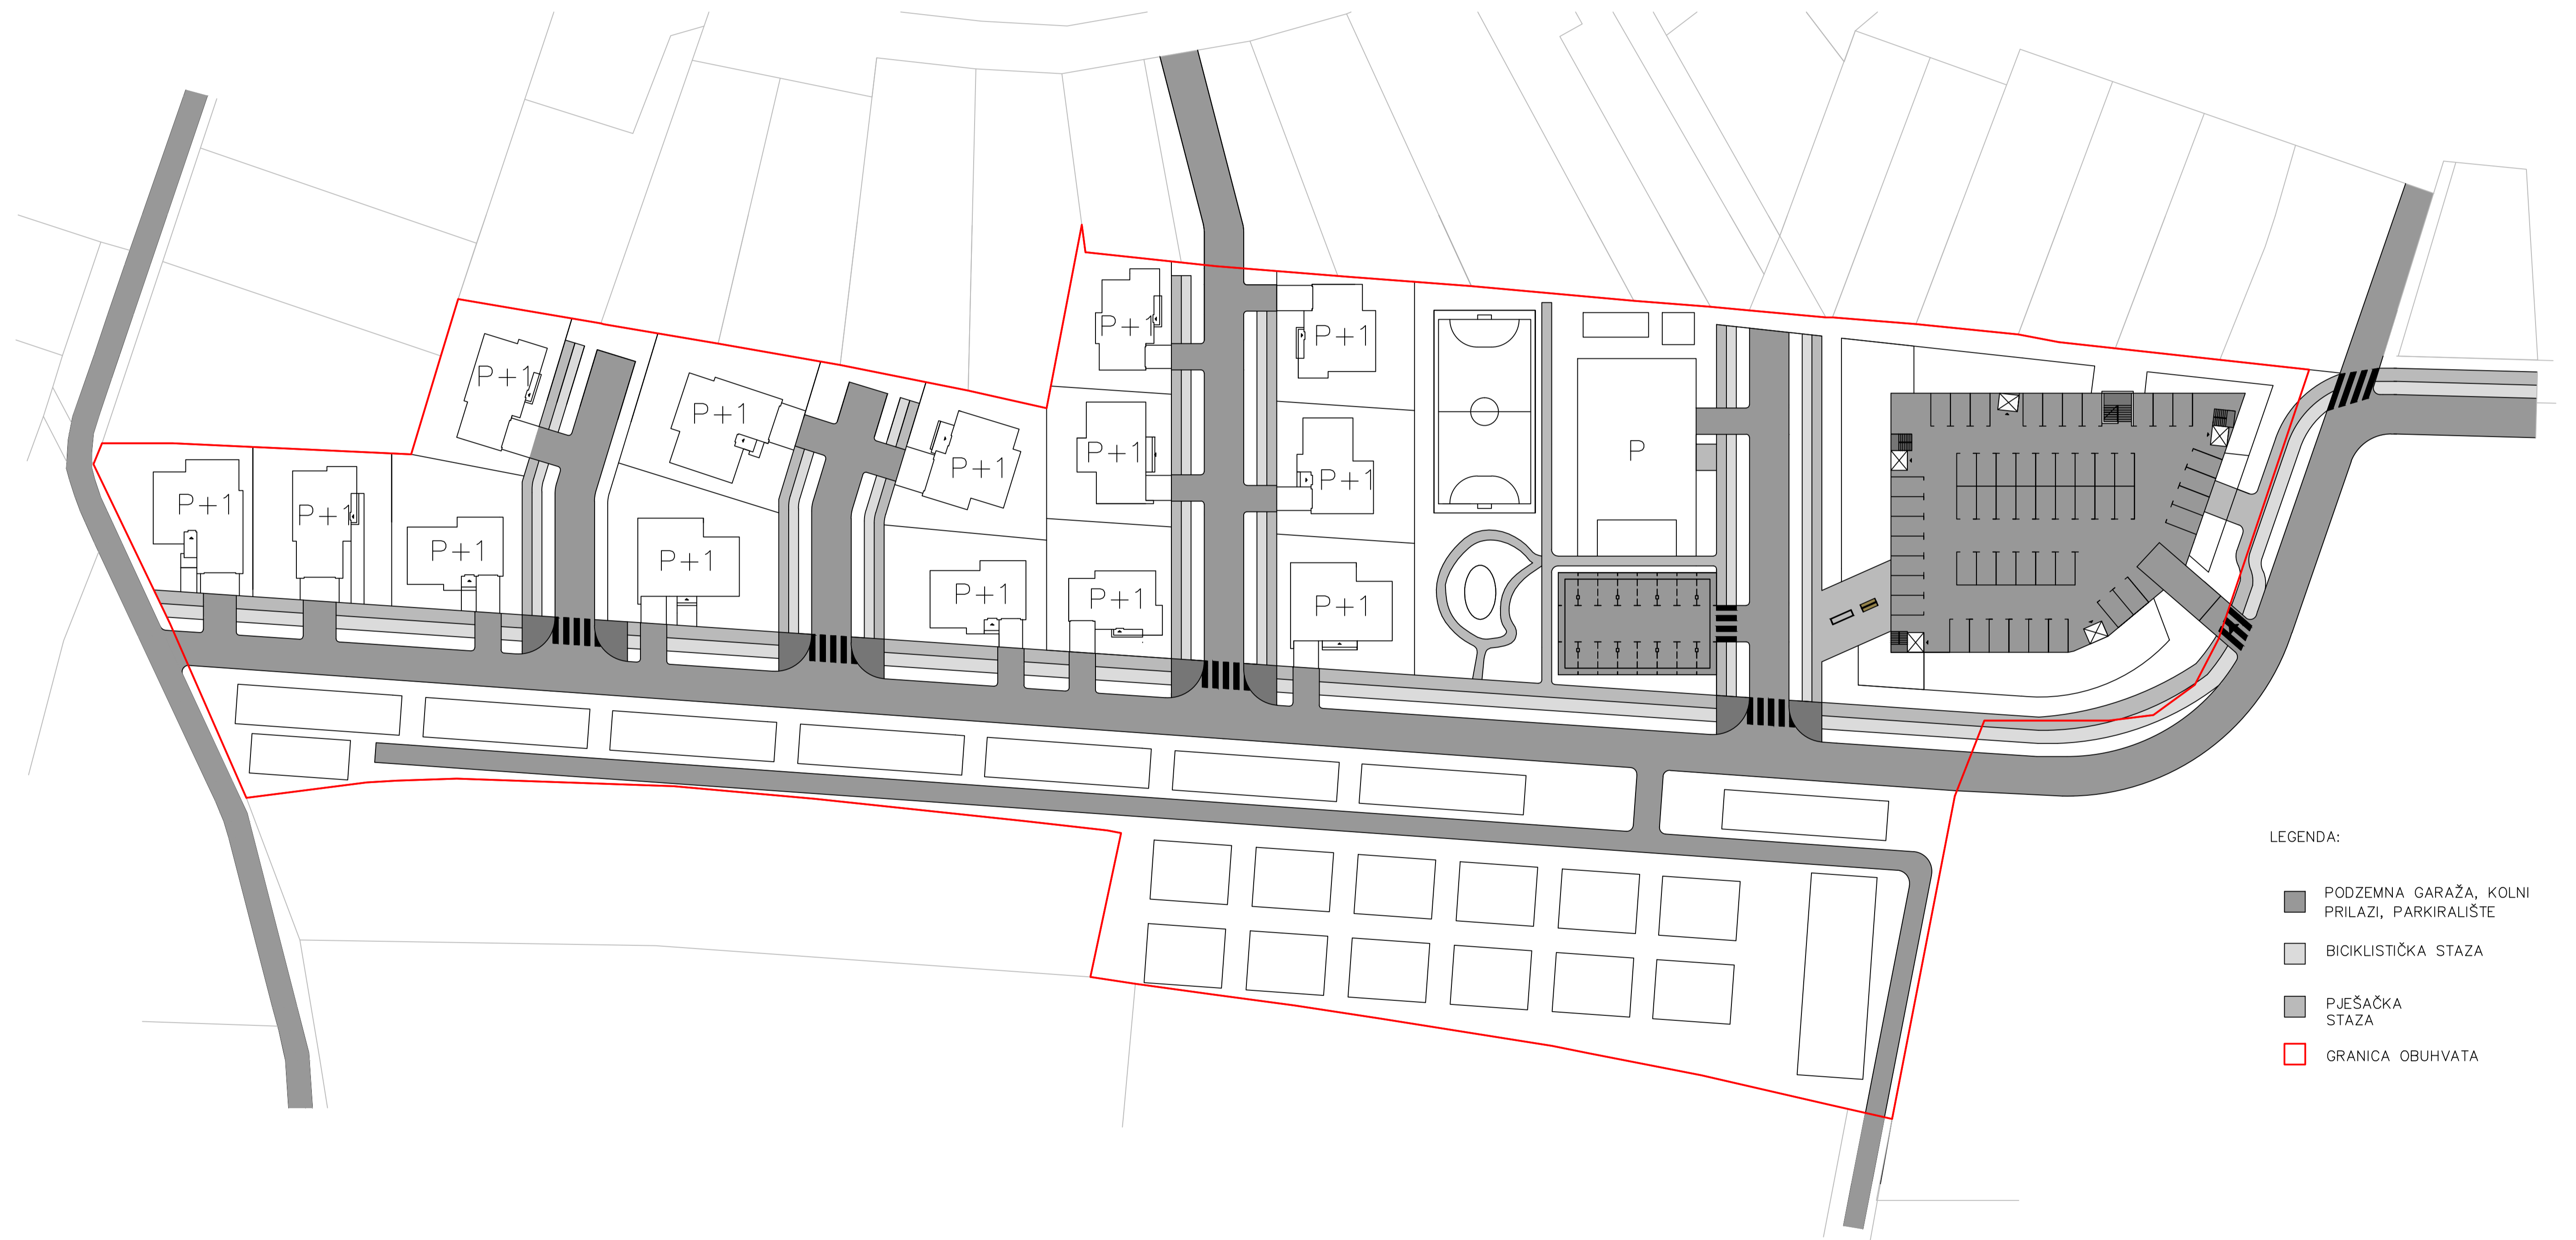 P+1
P+1
P+1
P+1
P+1
P+1
P
P+1
P+1
P+1
P+1
P+1
P+1
P+1
P+1
P+1
LEGENDA:
PODZEMNA GARAŽA, KOLNI
PRILAZI, PARKIRALIŠTE
BICIKLISTIČKA STAZA
PJEŠAČKA
STAZA
GRANICA OBUHVATA